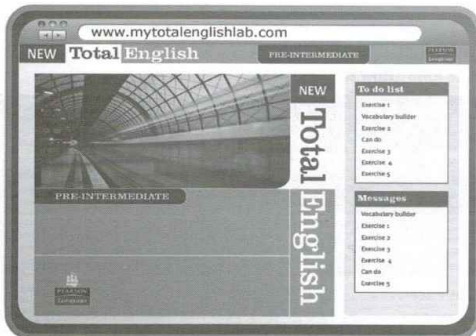 www.mytotalenglishlab.com
NEW Total English
PRE-INTERMEDIATE
PEARSON
Longman
NEW
Total English
PRE-INTERMEDIATE
PEARSON
Longman
To do list
Exercise 1
Vocabulary builder
Exercise 2
Can do
Exercise 3
Exercise 4
Exercise 5
Messages
Vocabulary builder
Exercise 1
Exercise 2
Exercise 3
Exercise 4
Can do
Exercise 5